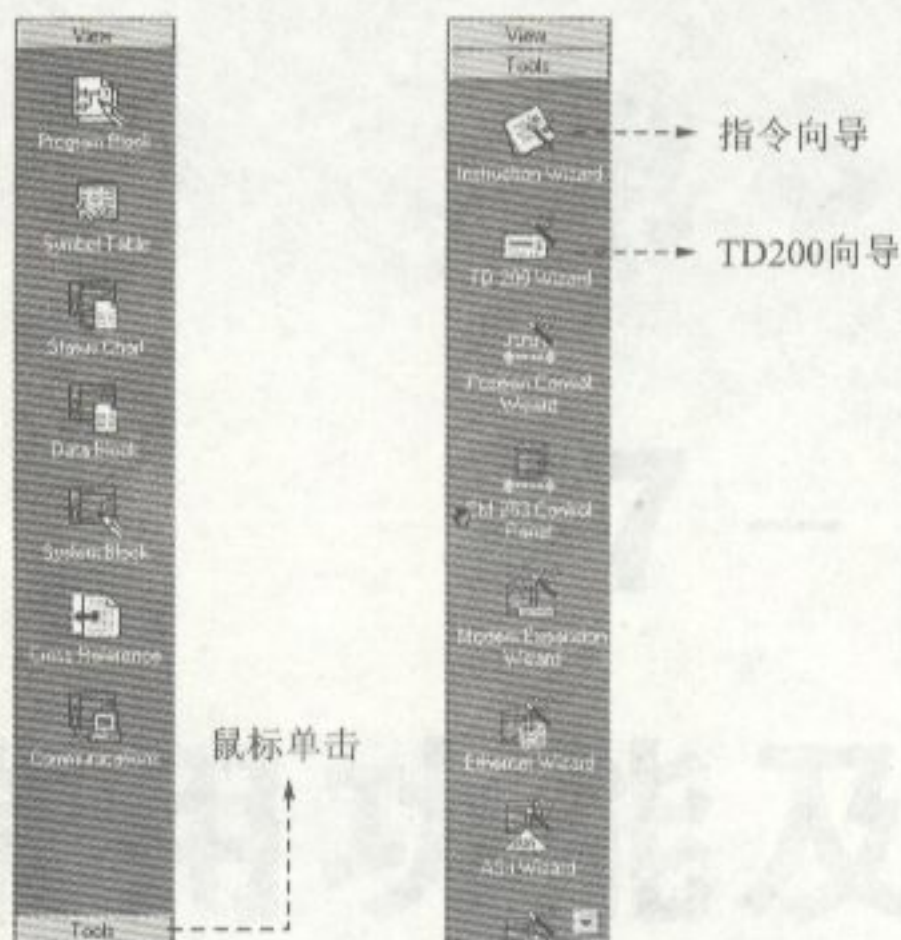 View
Program Block
Symbol Table
Status Chart
Data Block
System Block
Cross Reference
Communications
Tools
鼠标单击
View
Tools
Instruction Wizard
TD 200 Wizard
Position Control
Wizard
EM 253 Control
Panel
Modem Expansion
Wizard
Ethernet Wizard
AS-i Wizard
指令向导
TD200向导